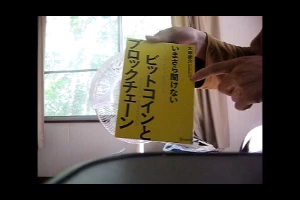 いまさら聞けない
ビットコインと
ブロックチェーン